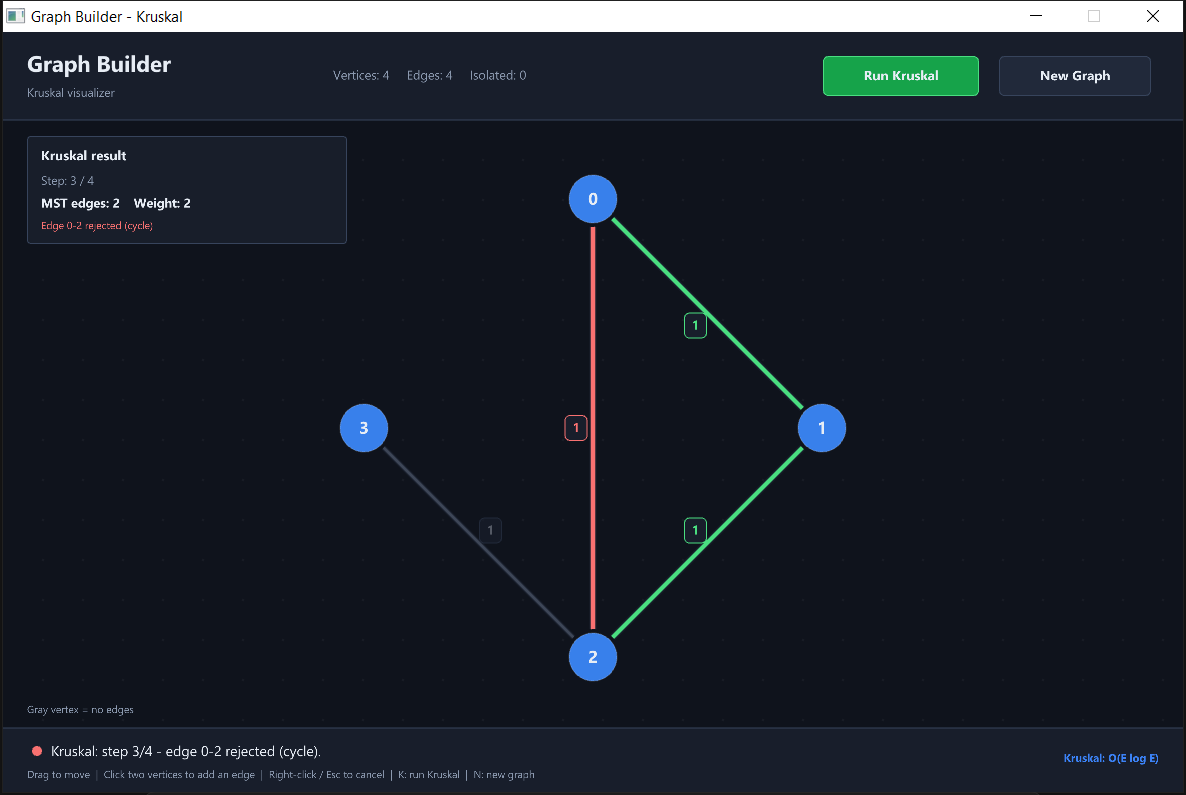 Graph Builder - Kruskal
Graph Builder
Kruskal visualizer
Vertices: 4 Edges: 4 Isolated: 0
Run Kruskal
New Graph
Kruskal result
Step: 3 / 4
MST edges: 2 Weight: 2
Edge 0-2 rejected (cycle)
0
1
3
1
1
1
1
2
Gray vertex = no edges
Kruskal: step 3/4 - edge 0-2 rejected (cycle).
Drag to move | Click two vertices to add an edge | Right-click / Esc to cancel | K: run Kruskal | N: new graph
Kruskal: O(E log E)